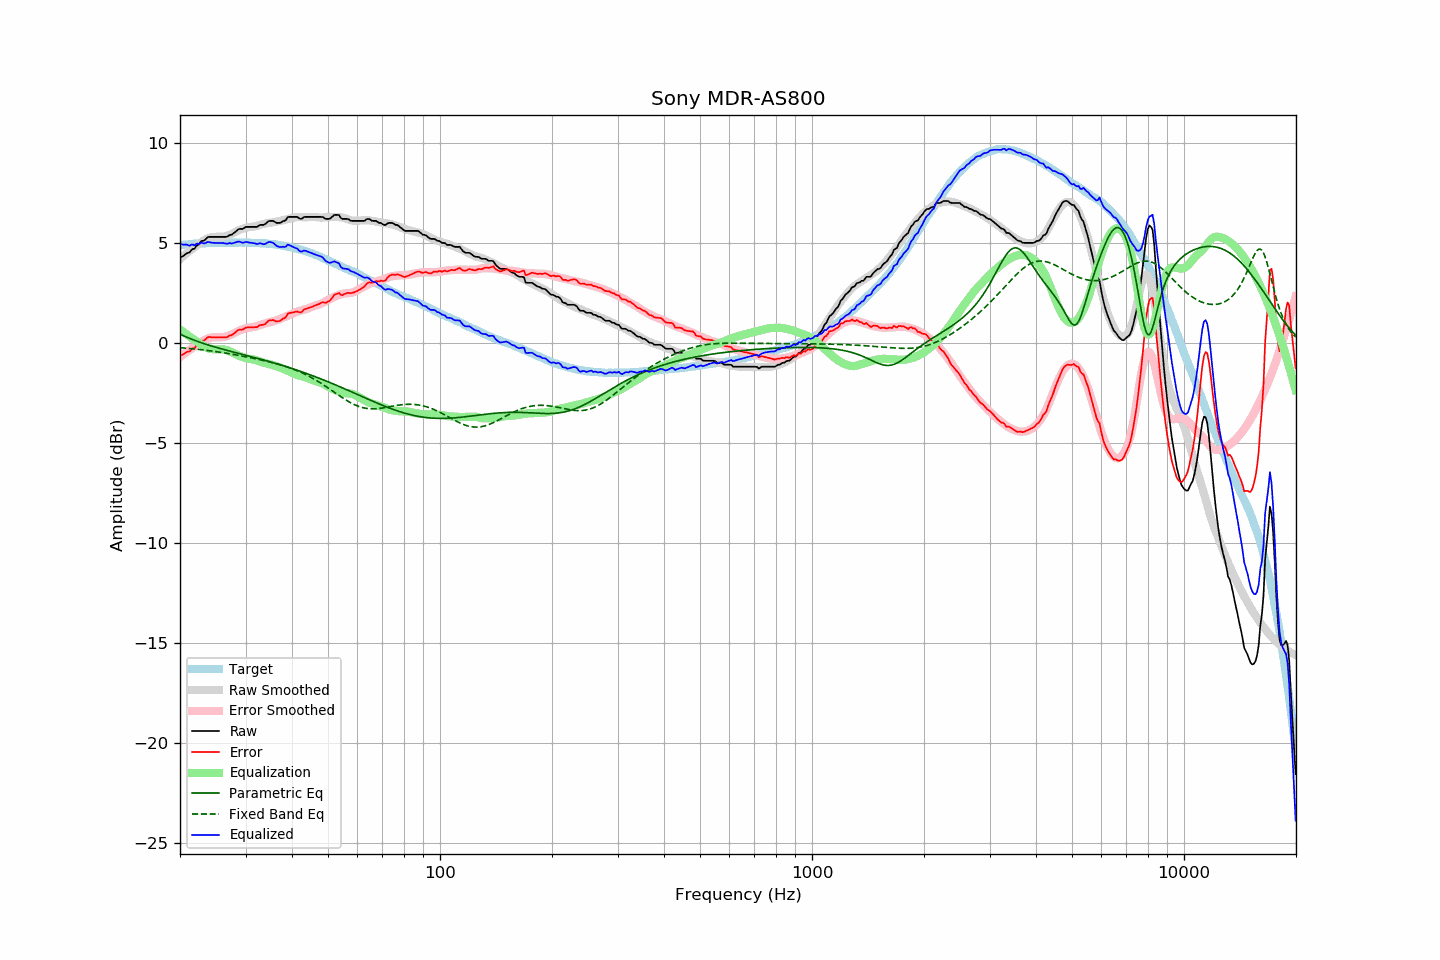 Sony MDR-AS800
10
5
0
−5
−10
−15
−20
−25
Amplitude (dBr)
Target
Raw Smoothed
Error Smoothed
Raw
Error
Equalization
Parametric Eq
Fixed Band Eq
Equalized
100
1000
10000
Frequency (Hz)